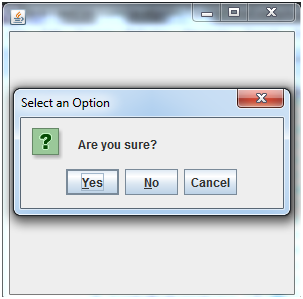 Select an Option
?
Are you sure?
Yes No Cancel